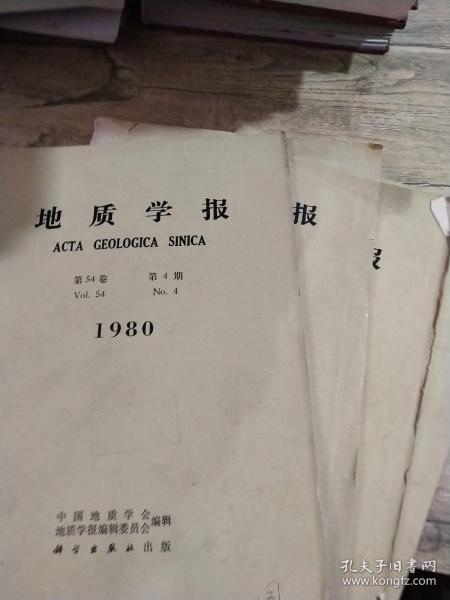 地质学报
ACTA GEOLOGICA SINICA
第54卷 第4期
Vol. 54 No. 4
1980
中国地质学会
地质学报编辑委员会 编辑
科学出版社 出版
报
报
孔夫子旧书网
www.kongfz.com